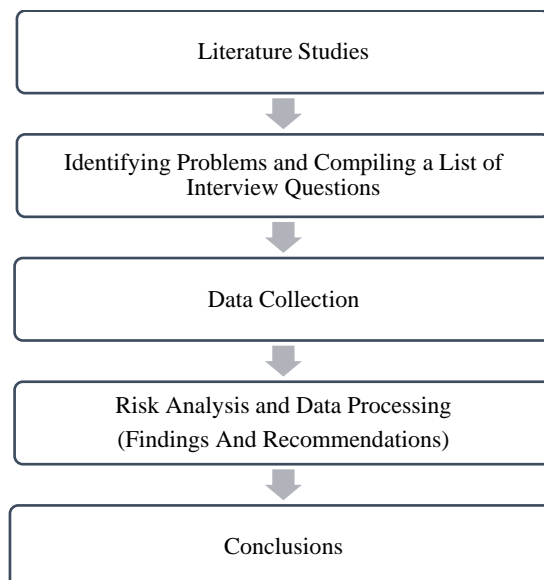 Literature Studies
Identifying Problems and Compiling a List of
Interview Questions
Data Collection
Risk Analysis and Data Processing
(Findings And Recommendations)
Conclusions